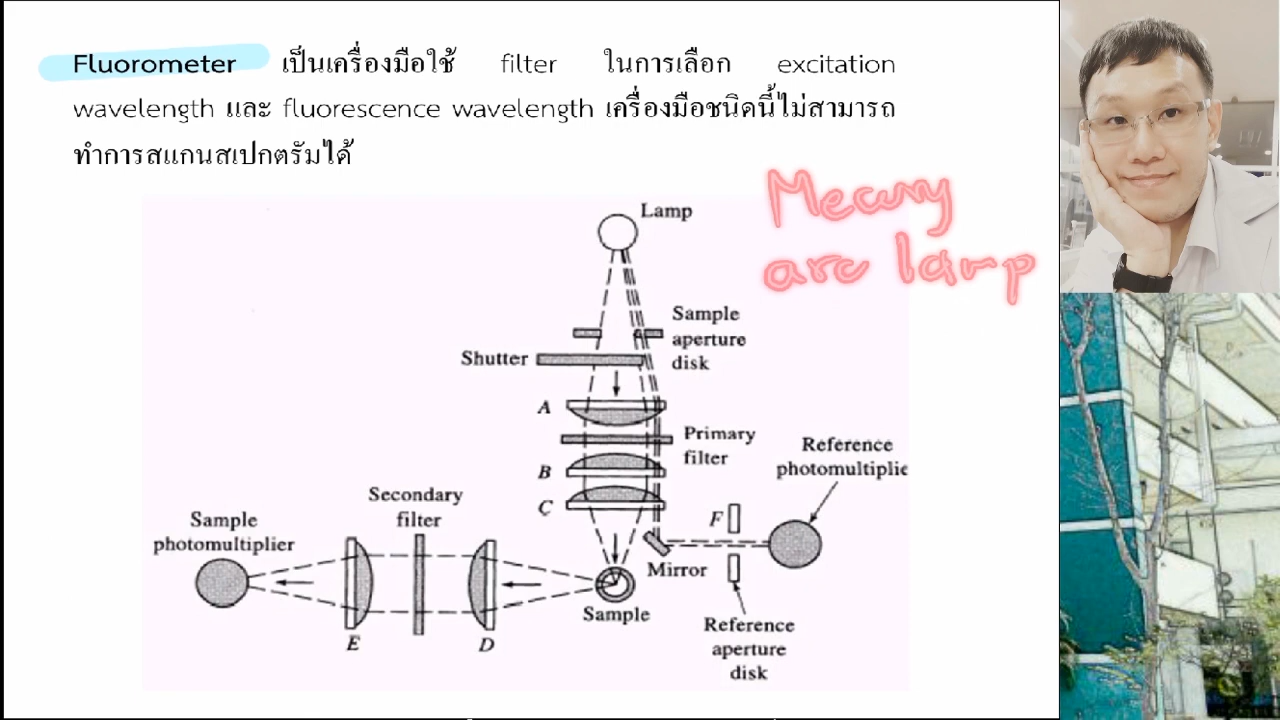 Fluorometer เป็นเครื่องมือใช้ filter ในการเลือก excitation
wavelength และ fluorescence wavelength เครื่องมือชนิดนี้ไม่สามารถ
ทำการสแกนสเปกตรัมได้
Mecury
arc lamp
Lamp
Sample
aperture
disk
Shutter
A
Primary
filter
B
C
Reference
photomultiplie
Secondary
filter
Sample
photomultiplier
F
Mirror
Sample
E
D
Reference
aperture
disk